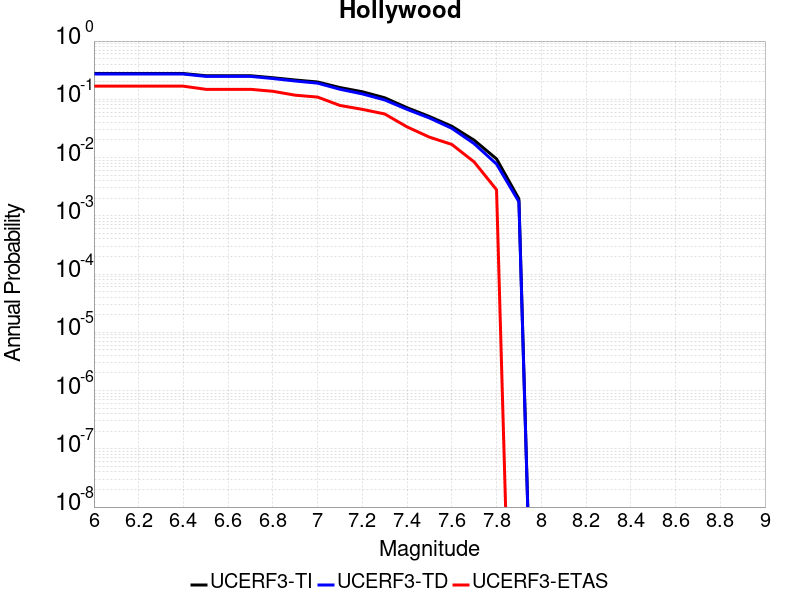 Hollywood
10^0
10^-1
10^-2
10^-3
10^-4
10^-5
10^-6
10^-7
10^-8
Annual Probability
6 6.2 6.4 6.6 6.8 7 7.2 7.4 7.6 7.8 8 8.2 8.4 8.6 8.8 9
Magnitude
UCERF3-TI UCERF3-TD UCERF3-ETAS